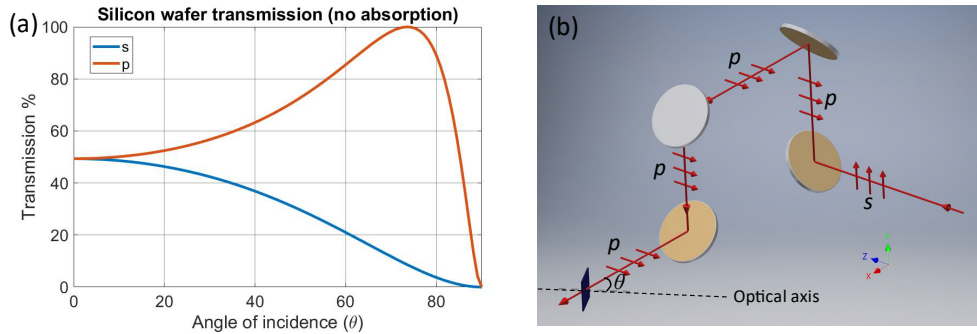 (a)
Silicon wafer transmission (no absorption)
s
p
Transmission %
100
80
60
40
20
0
0
20
40
60
80
Angle of incidence (θ)
(b)
p
p
p
s
p
θ
Optical axis
Y
Z
X